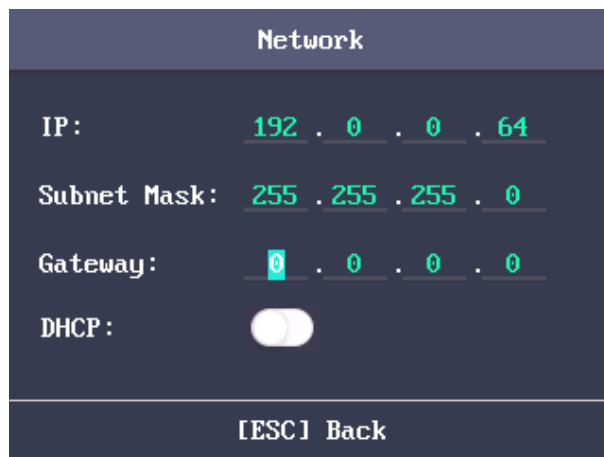 Network
IP: 192 . 0 . 0 . 64
Subnet Mask: 255 . 255 . 255 . 0
Gateway: 0 . 0 . 0 . 0
DHCP:
[ESC] Back